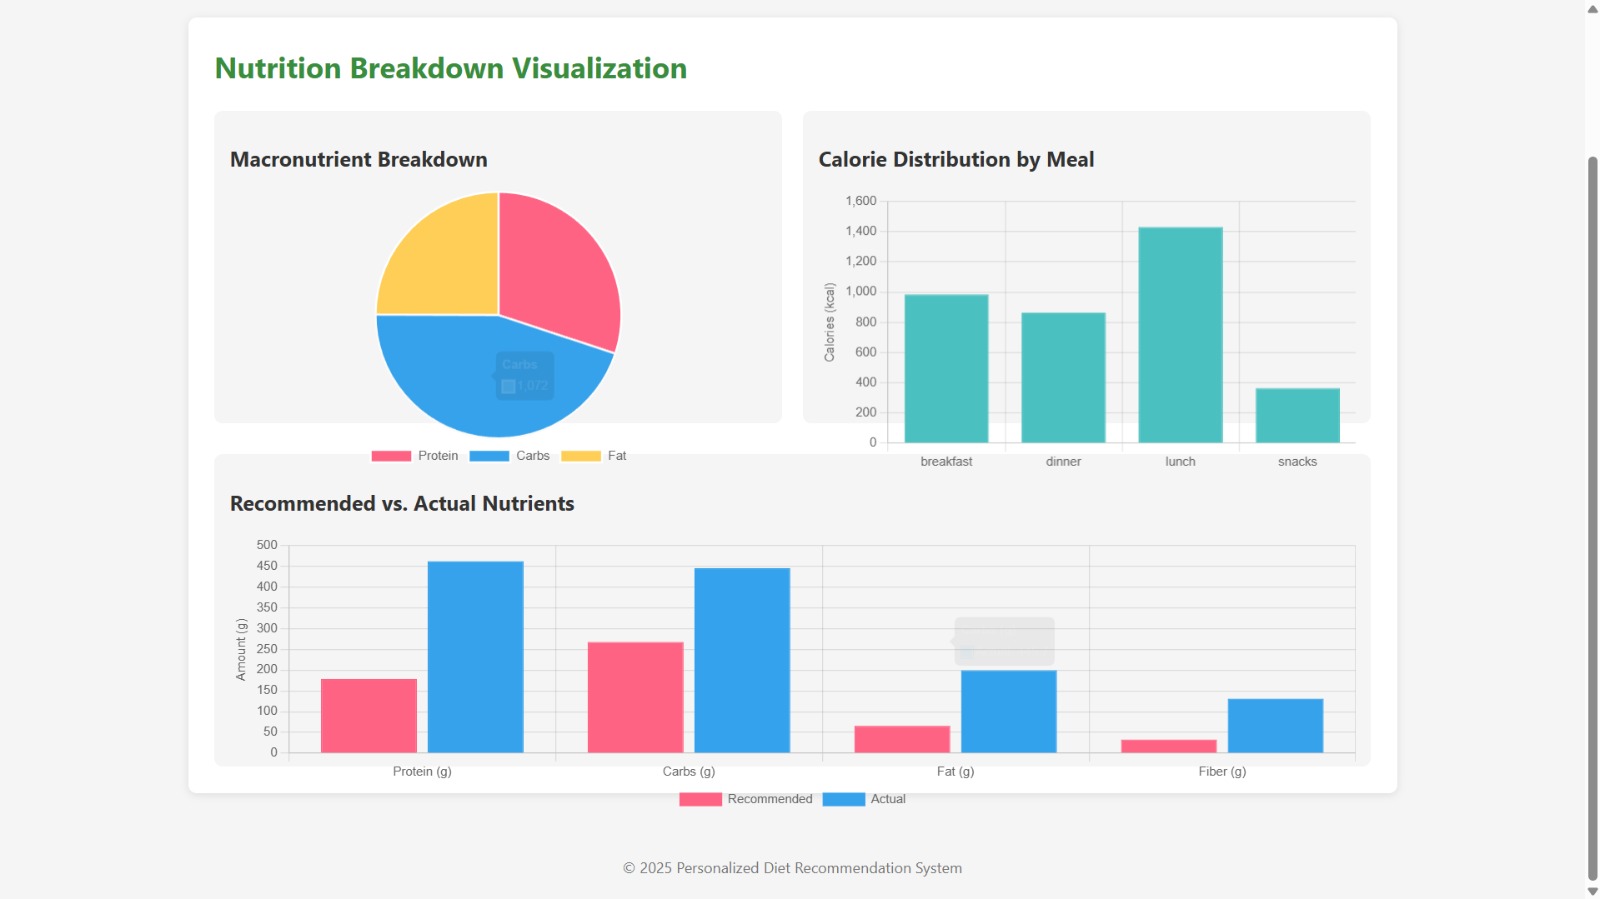 Nutrition Breakdown Visualization
Macronutrient Breakdown
Carbs
1,072
Protein
Carbs
Fat
Calorie Distribution by Meal
Calories (kcal)
1,600
1,400
1,200
1,000
800
600
400
200
0
breakfast
dinner
lunch
snacks
Recommended vs. Actual Nutrients
Amount (g)
500
450
400
350
300
250
200
150
100
50
0
Protein (g)
Carbs (g)
Fat (g)
Fiber (g)
Recommended
Actual
© 2025 Personalized Diet Recommendation System